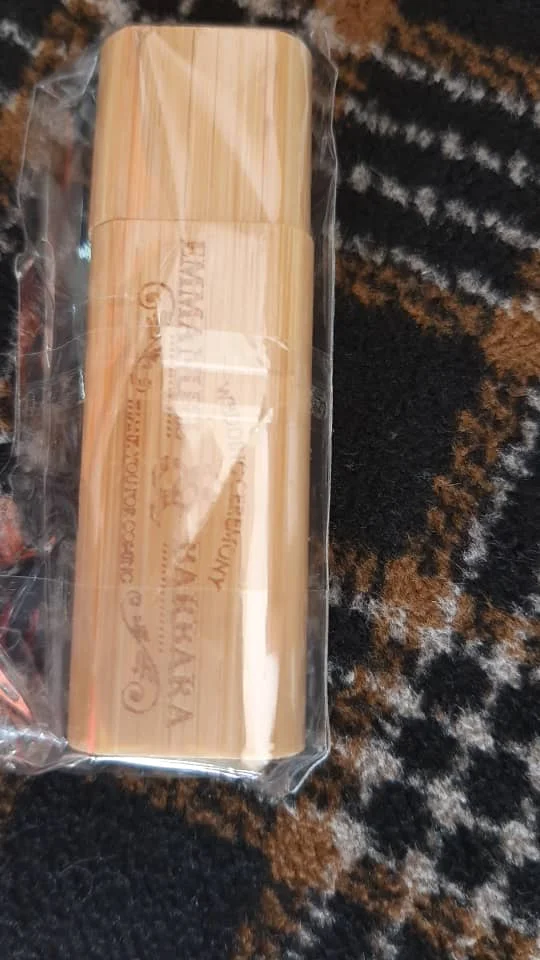 WEDDING CEREMONY
EMMANUEL & BARBARA
THANK YOU FOR COMING